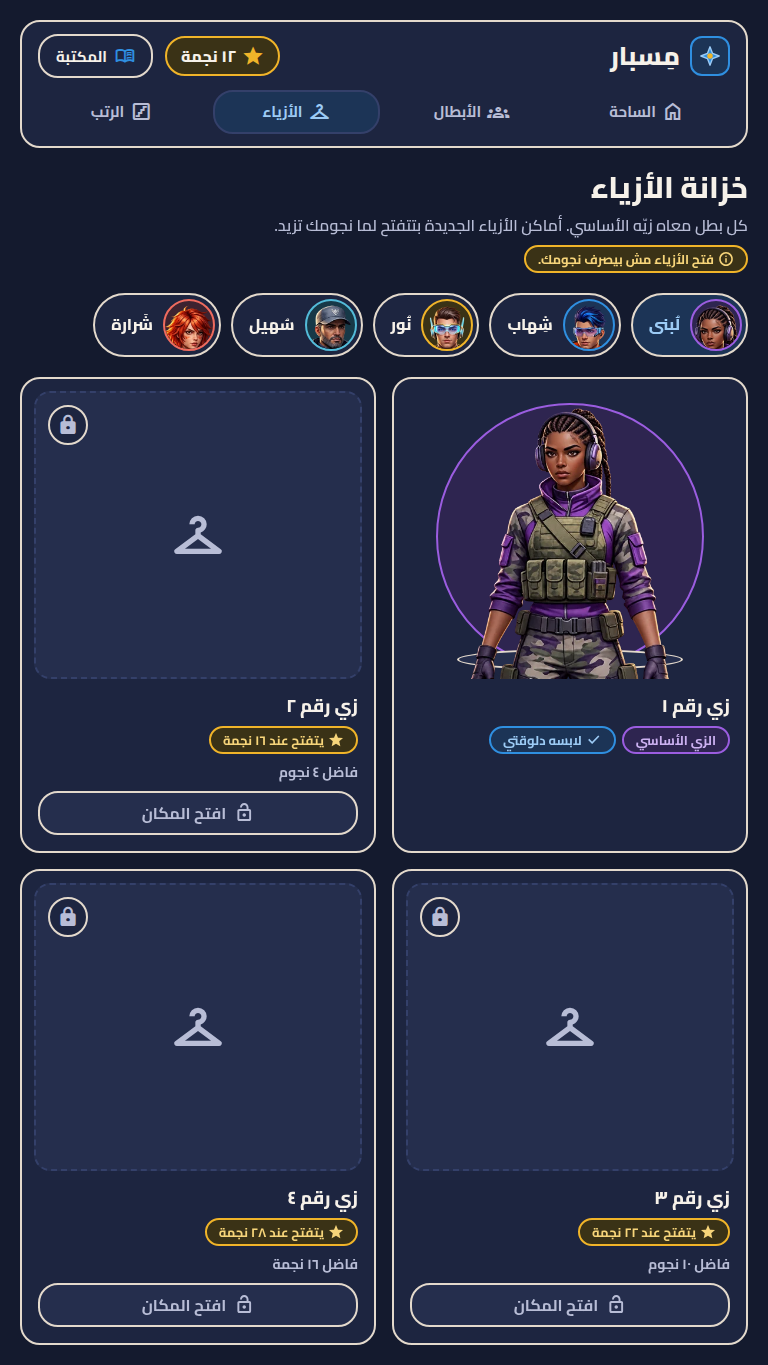 مِسبار
١٢ نجمة
المكتبة
الساحة
الأبطال
الأزياء
الرتب
خزانة الأزياء
كل بطل معاه زيّه الأساسي. أماكن الأزياء الجديدة بتتفتح لما نجومك تزيد.
فتح الأزياء مش بيصرف نجومك.
لُبنى
شِهاب
نُور
سُهيل
شَرارة
زي رقم ١
الزي الأساسي
لابسه دلوقتي
زي رقم ٢
يتفتح عند ١٦ نجمة
فاضل ٤ نجوم
افتح المكان
زي رقم ٣
يتفتح عند ٢٢ نجمة
فاضل ١٠ نجوم
افتح المكان
زي رقم ٤
يتفتح عند ٢٨ نجمة
فاضل ١٦ نجمة
افتح المكان